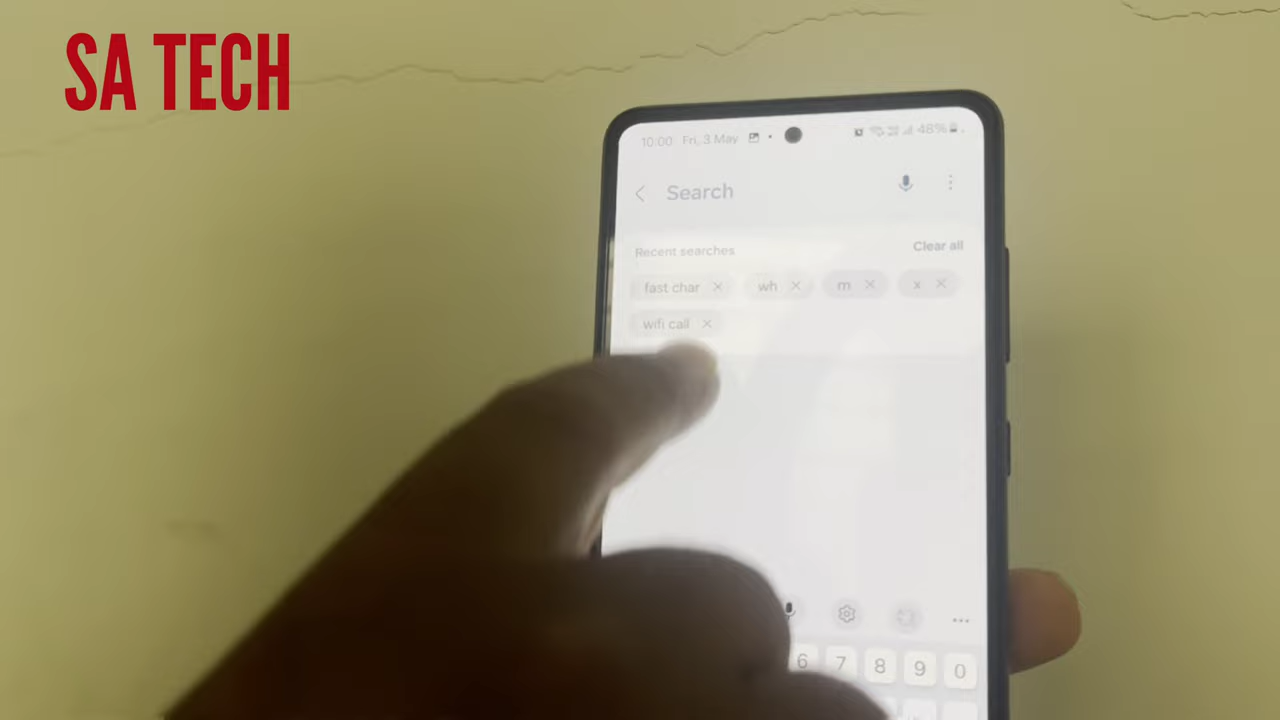 SA TECH
10:00 Fri, 3 May 48%
Search
Recent searches Clear all
fast char wh m x
wifi call
6 7 8 9 0